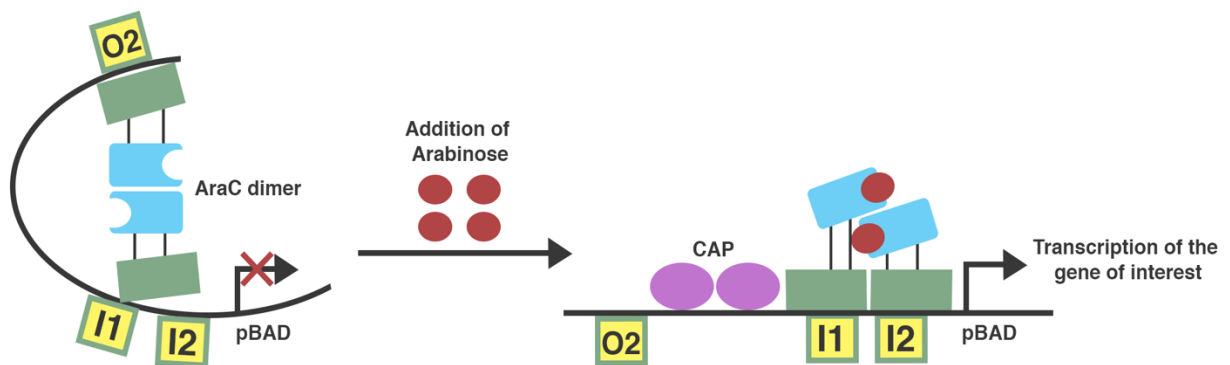 O2
AraC dimer
I1
I2
pBAD
Addition of
Arabinose
CAP
O2
I1
I2
pBAD
Transcription of the
gene of interest